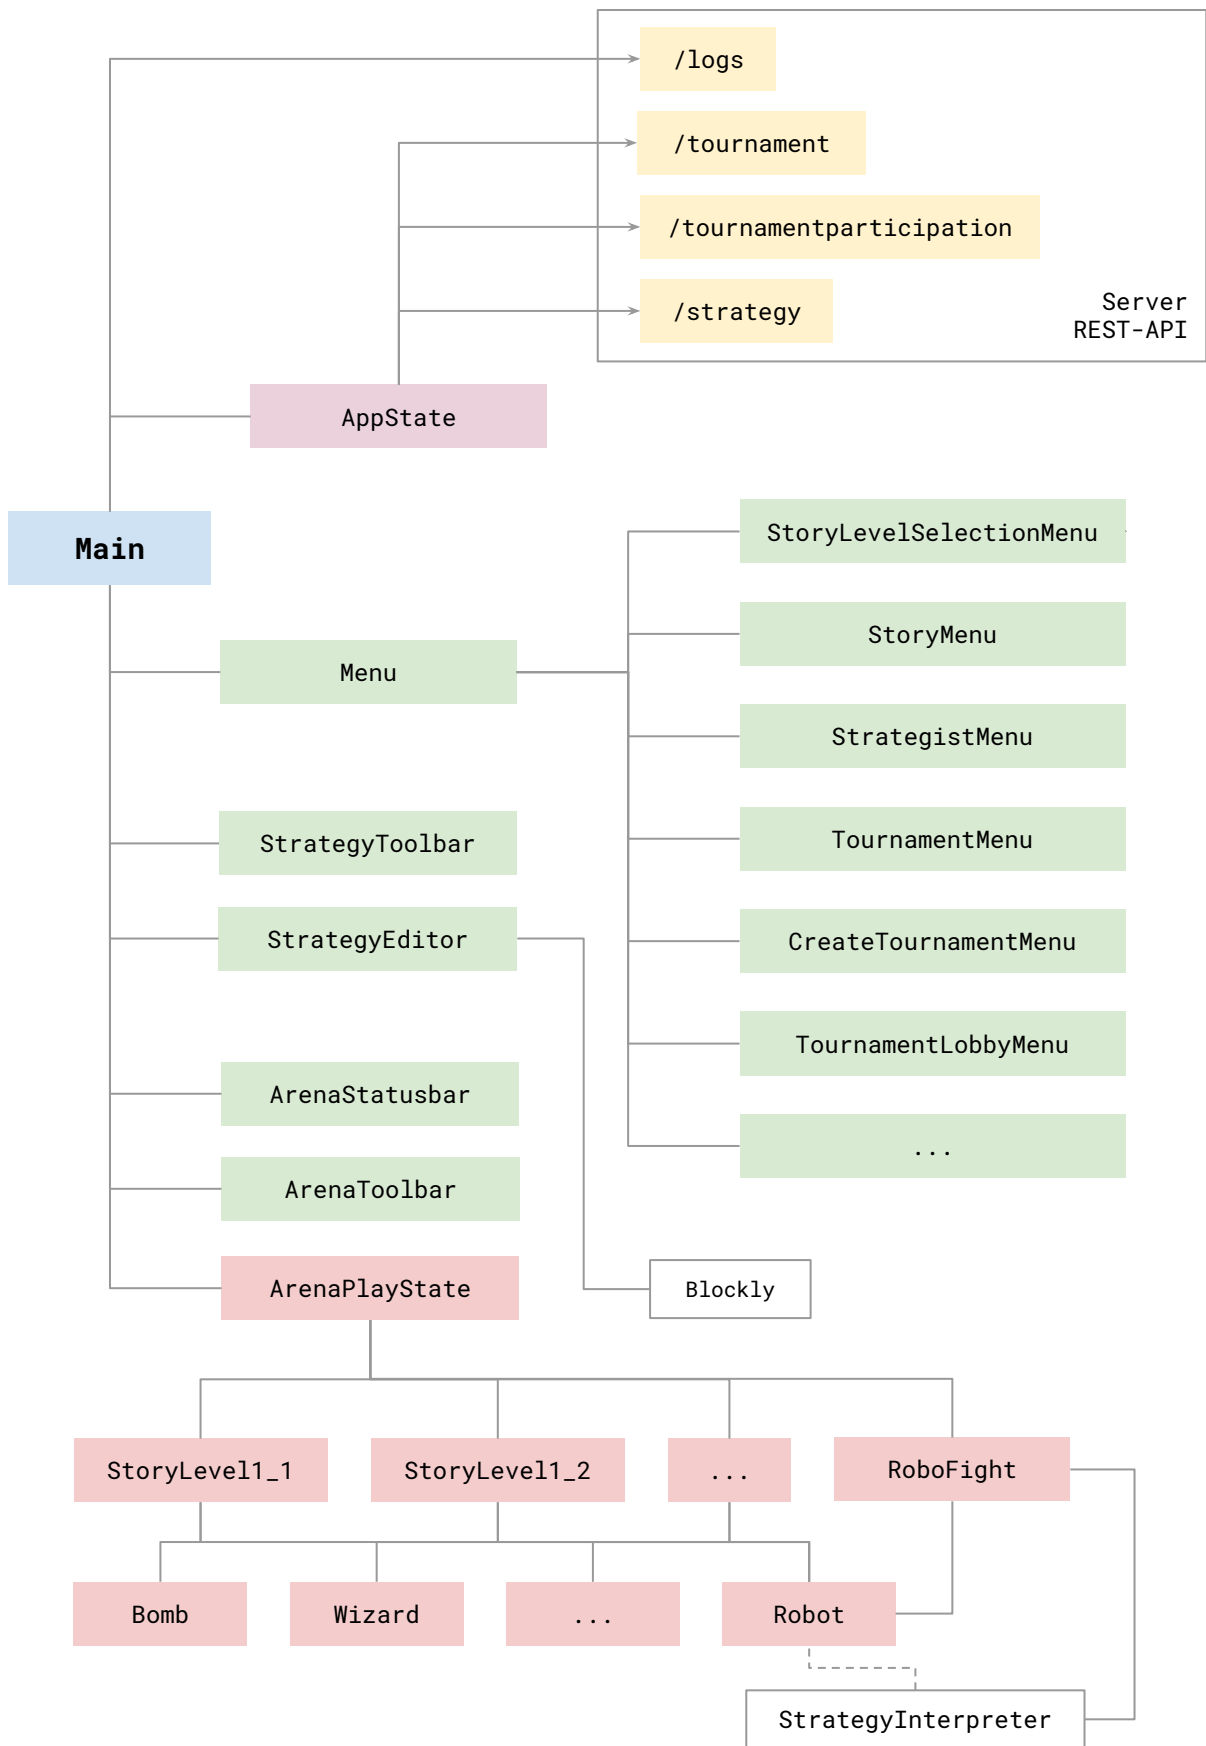 /logs
/tournament
/tournamentparticipation
/strategy
Server
REST-API
AppState
Main
StoryLevelSelectionMenu
StoryMenu
Menu
StrategistMenu
StrategyToolbar
TournamentMenu
StrategyEditor
CreateTournamentMenu
TournamentLobbyMenu
ArenaStatusbar
...
ArenaToolbar
ArenaPlayState
Blockly
StoryLevel1_1
StoryLevel1_2
...
RoboFight
Bomb
Wizard
...
Robot
StrategyInterpreter